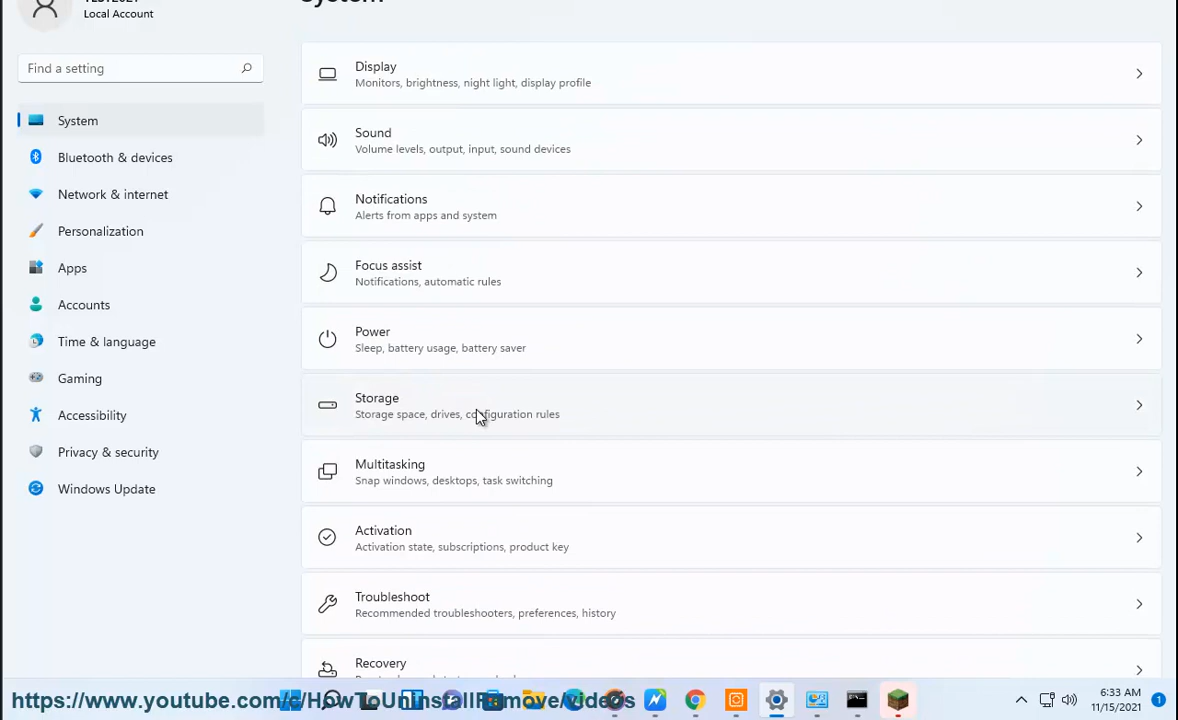 Local Account
Find a setting
System
Bluetooth & devices
Network & internet
Personalization
Apps
Accounts
Time & language
Gaming
Accessibility
Privacy & security
Windows Update
System
Display
Monitors, brightness, night light, display profile
Sound
Volume levels, output, input, sound devices
Notifications
Alerts from apps and system
Focus assist
Notifications, automatic rules
Power
Sleep, battery usage, battery saver
Storage
Storage space, drives, configuration rules
Multitasking
Snap windows, desktops, task switching
Activation
Activation state, subscriptions, product key
Troubleshoot
Recommended troubleshooters, preferences, history
Recovery
https://www.youtube.com/c/HowToUninstallRemove/videos
6:33 AM
11/15/2021
1